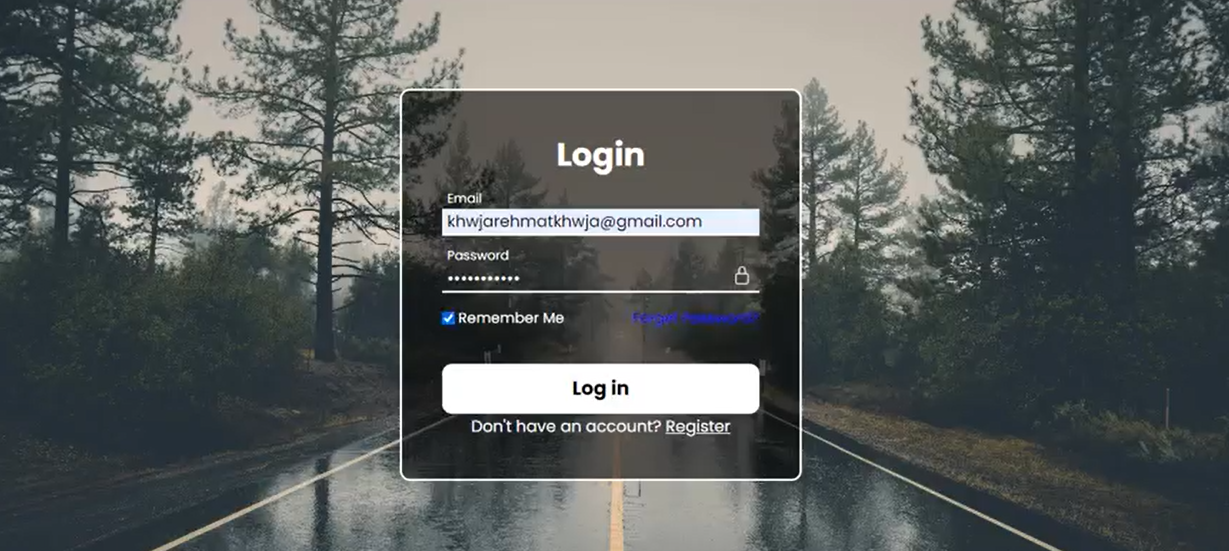 Login
Email
khwjarehmatkhwja@gmail.com
Password
•••••••••••
Remember Me
Forgot Password?
Log in
Don't have an account? Register